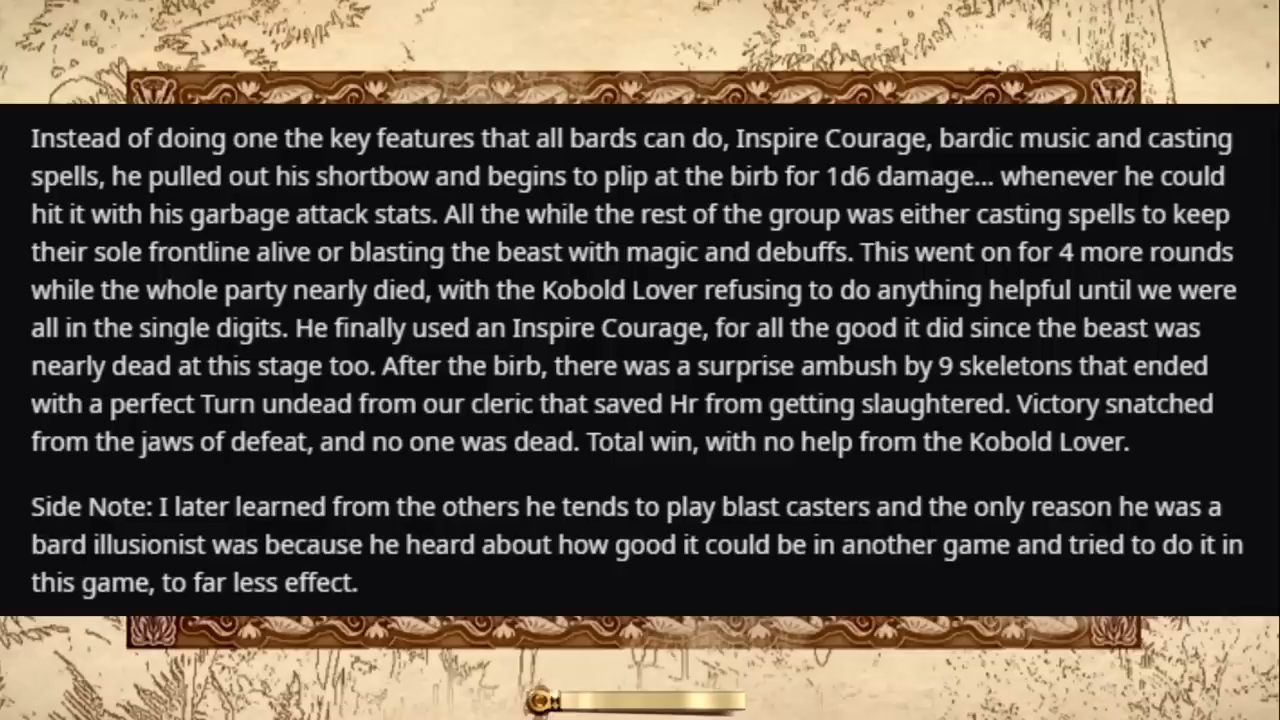 Instead of doing one the key features that all bards can do, Inspire Courage, bardic music and casting
spells, he pulled out his shortbow and begins to plip at the birb for 1d6 damage... whenever he could
hit it with his garbage attack stats. All the while the rest of the group was either casting spells to keep
their sole frontline alive or blasting the beast with magic and debuffs. This went on for 4 more rounds
while the whole party nearly died, with the Kobold Lover refusing to do anything helpful until we were
all in the single digits. He finally used an Inspire Courage, for all the good it did since the beast was
nearly dead at this stage too. After the birb, there was a surprise ambush by 9 skeletons that ended
with a perfect Turn undead from our cleric that saved Hr from getting slaughtered. Victory snatched
from the jaws of defeat, and no one was dead. Total win, with no help from the Kobold Lover.
Side Note: I later learned from the others he tends to play blast casters and the only reason he was a
bard illusionist was because he heard about how good it could be in another game and tried to do it in
this game, to far less effect.